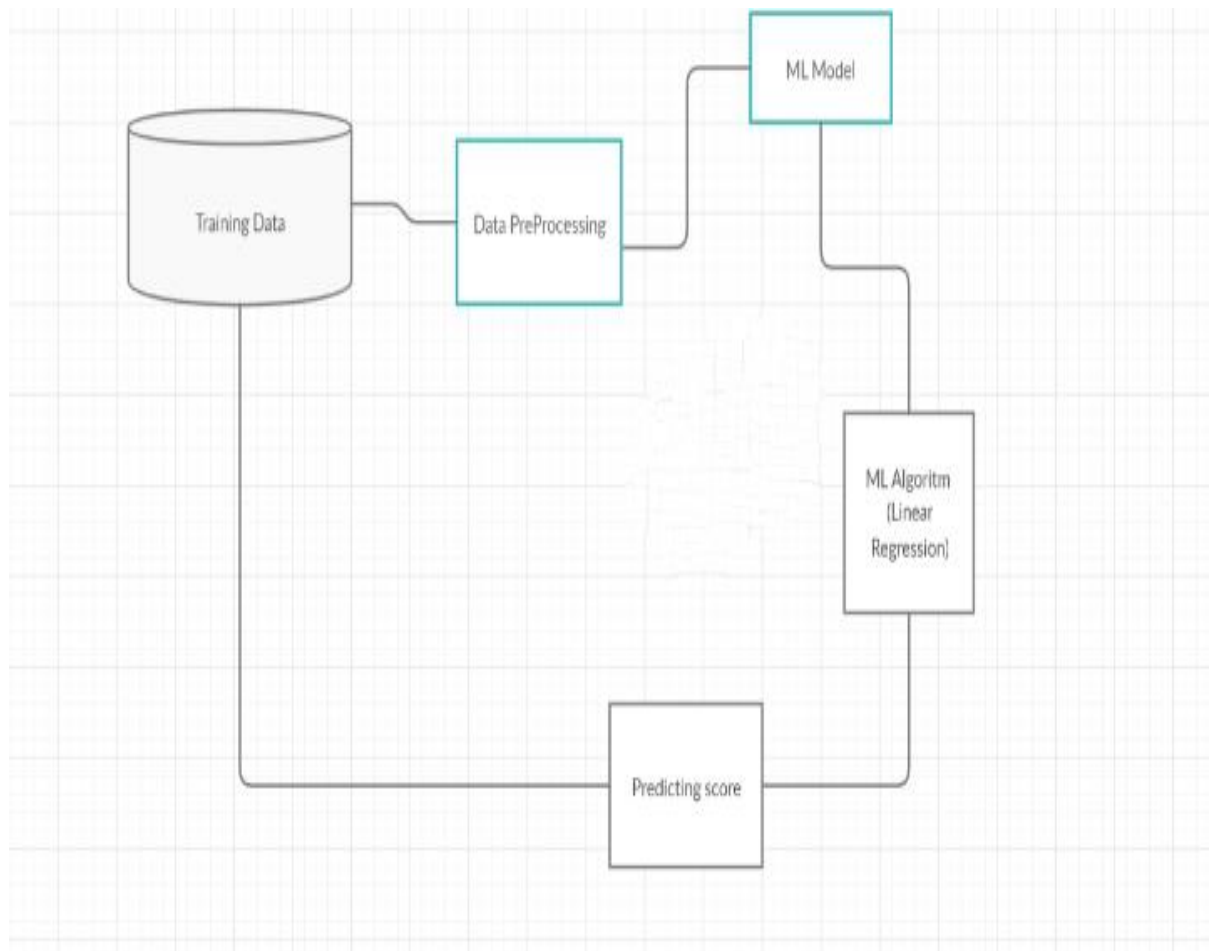 ML Model
Training Data
Data PreProcessing
ML Algoritm
(Linear
Regression)
Predicting score